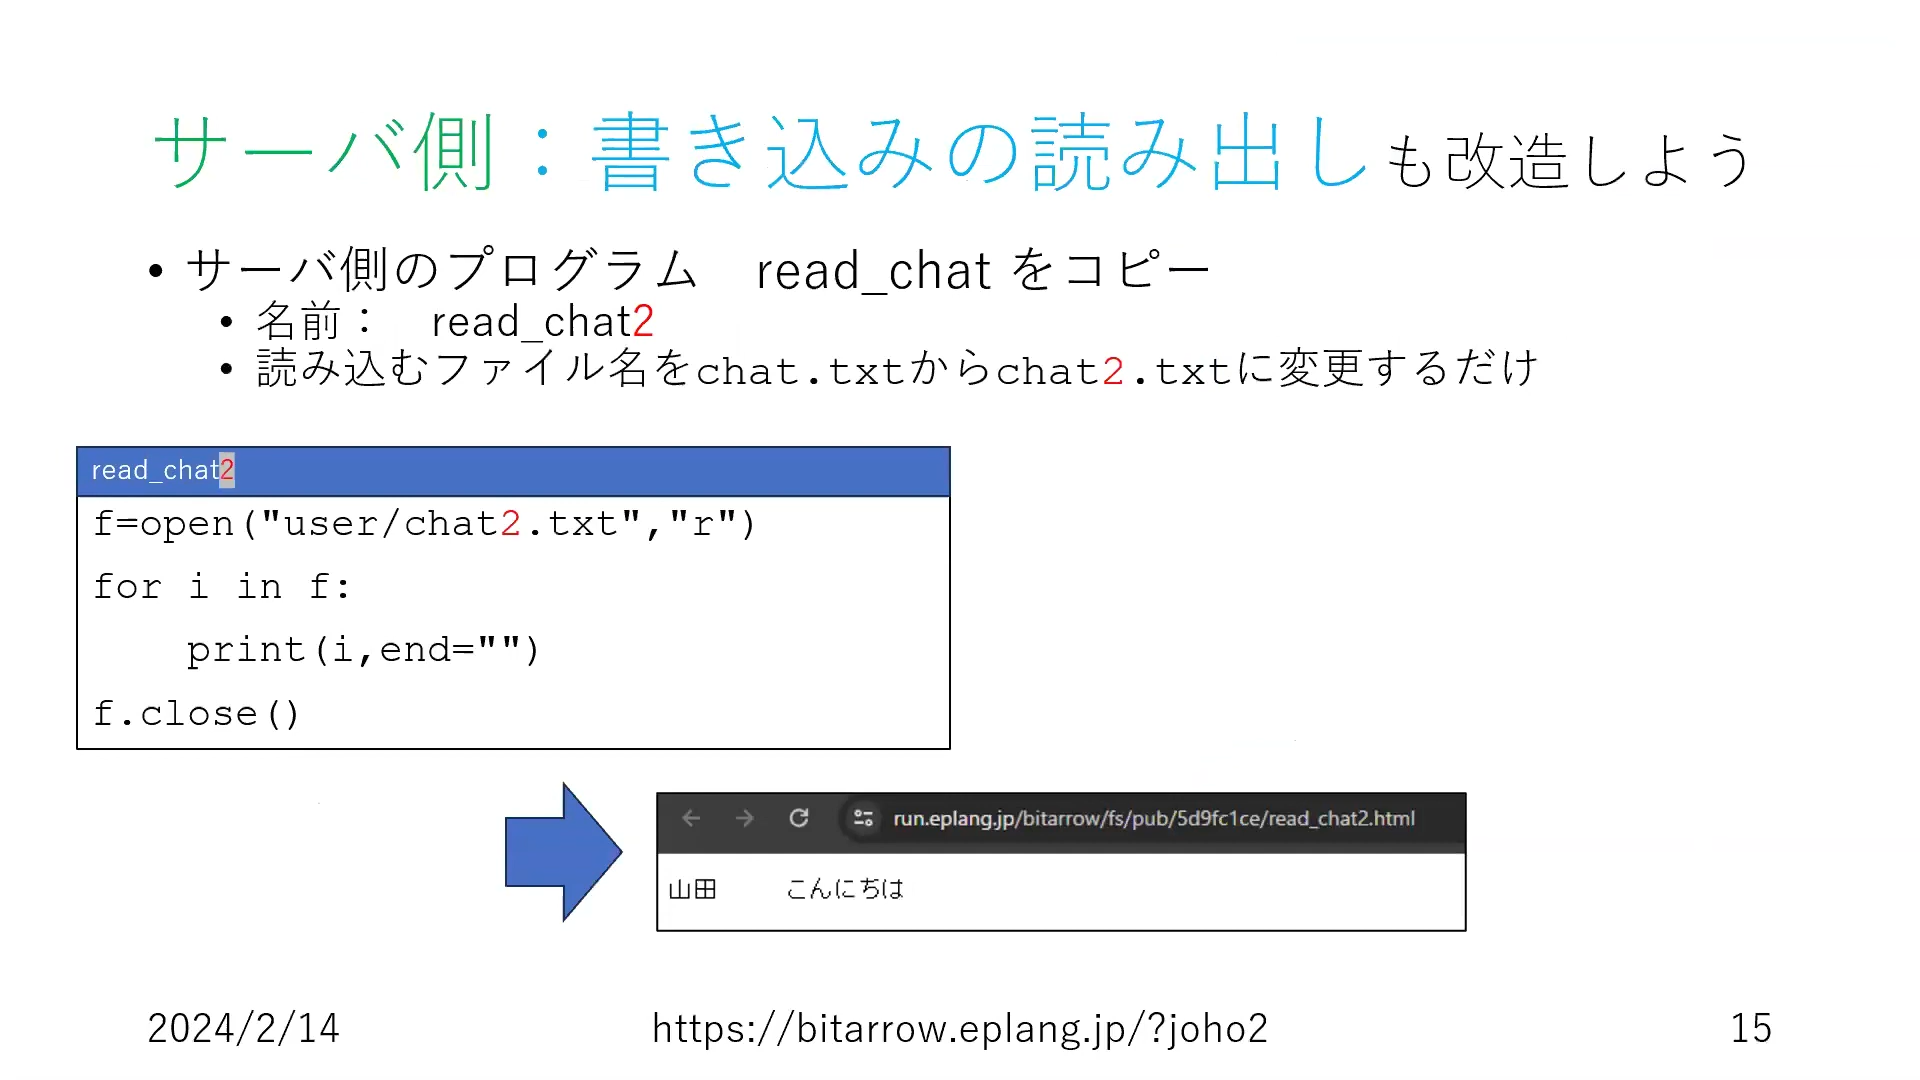 サーバ側：書き込みの読み出しも改造しよう
• サーバ側のプログラム　read_chat をコピー
• 名前：　read_chat2
• 読み込むファイル名をchat.txtからchat2.txtに変更するだけ
read_chat2
f=open("user/chat2.txt","r")
for i in f:
    print(i,end="")
f.close()
run.eplang.jp/bitarrow/fs/pub/5d9fc1ce/read_chat2.html
山田　　こんにちは
2024/2/14
https://bitarrow.eplang.jp/?joho2
15